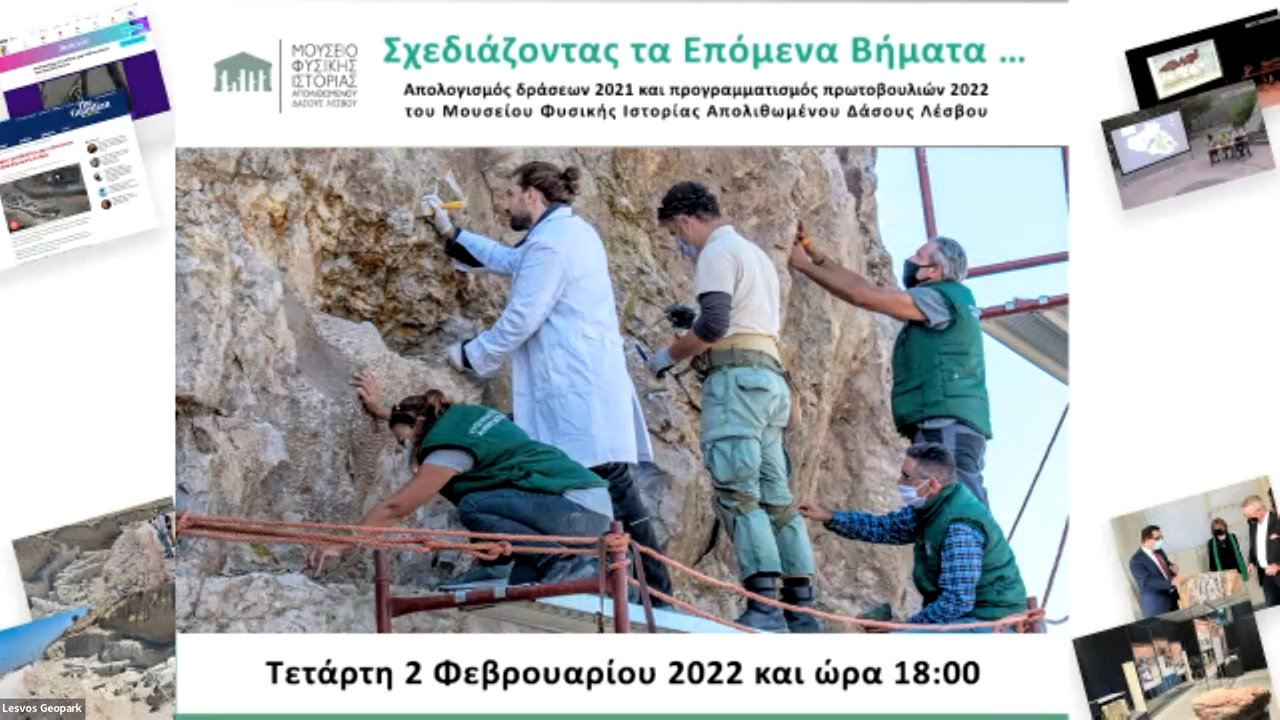 ΜΟΥΣΕΙΟ
ΦΥΣΙΚΗΣ
ΙΣΤΟΡΙΑΣ
ΑΠΟΛΙΘΩΜΕΝΟΥ
ΔΑΣΟΥΣ ΛΕΣΒΟΥ
Σχεδιάζοντας τα Επόμενα Βήματα ...
Απολογισμός δράσεων 2021 και προγραμματισμός πρωτοβουλιών 2022
του Μουσείου Φυσικής Ιστορίας Απολιθωμένου Δάσους Λέσβου
Τετάρτη 2 Φεβρουαρίου 2022 και ώρα 18:00
Lesvos Geopark